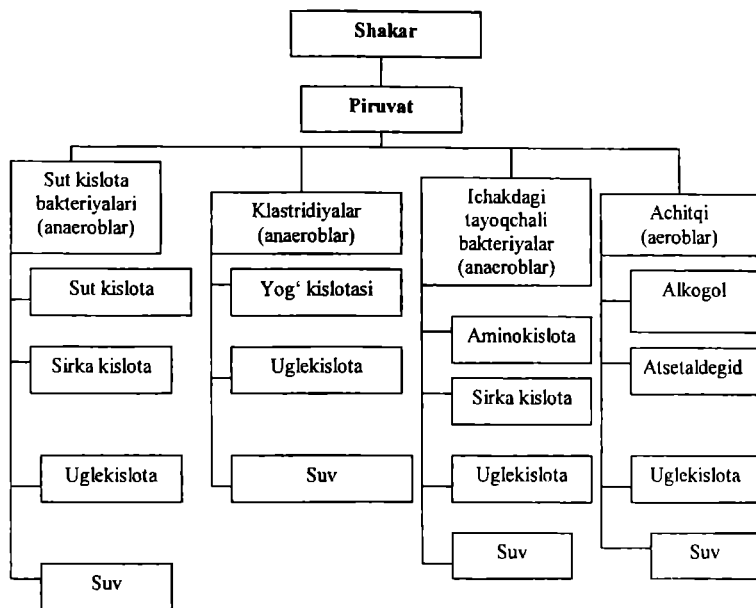 Shakar
Piruvat
Sut kislota
bakteriyalari
(anaeroblar)
Sut kislota
Sirka kislota
Uglekislota
Suv
Klastridiyalar
(anaeroblar)
Yog‘ kislotasi
Uglekislota
Suv
Ichakdagi
tayoqchali
bakteriyalar
(anaeroblar)
Aminokislota
Sirka kislota
Uglekislota
Suv
Achitqi
(aeroblar)
Alkogol
Atsetaldegid
Uglekislota
Suv